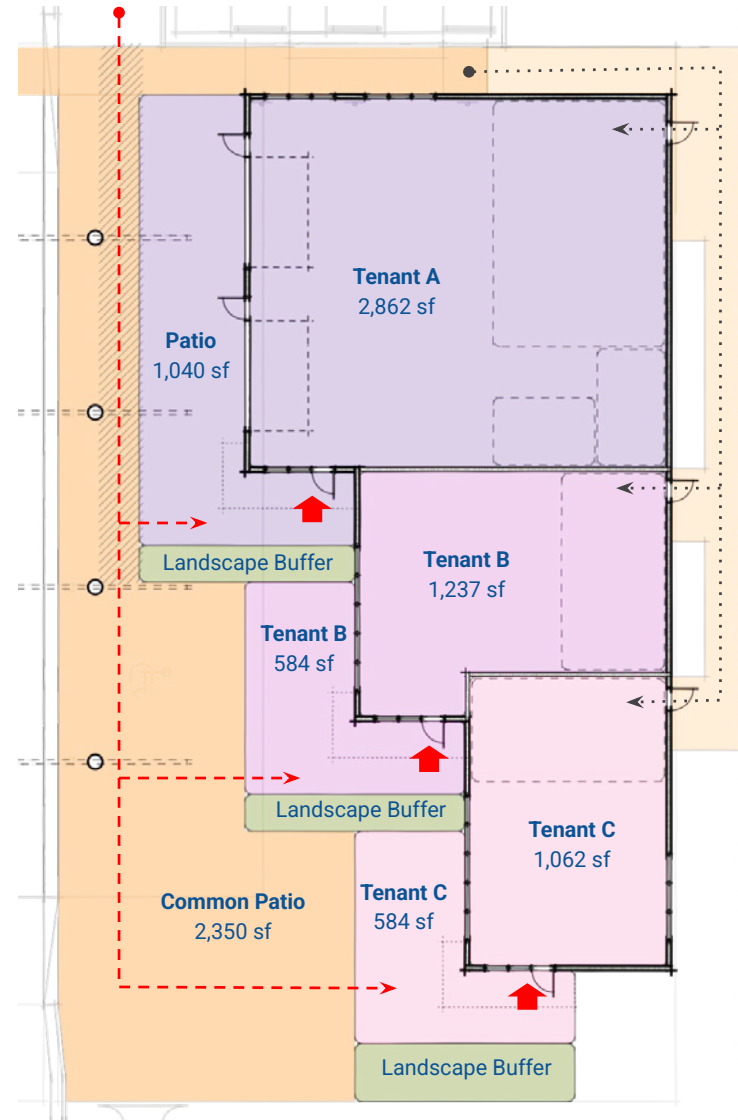 Tenant A
2,862 sf
Patio
1,040 sf
Landscape Buffer
Tenant B
1,237 sf
Tenant B
584 sf
Landscape Buffer
Tenant C
1,062 sf
Tenant C
584 sf
Common Patio
2,350 sf
Landscape Buffer